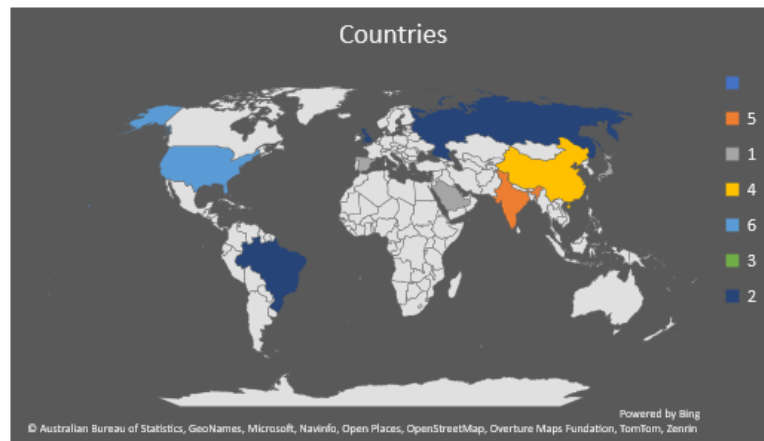 Countries
5
1
4
6
3
2
Powered by Bing
© Australian Bureau of Statistics, GeoNames, Microsoft, Navinfo, Open Places, OpenStreetMap, Overture Maps Fundation, TomTom, Zenrin